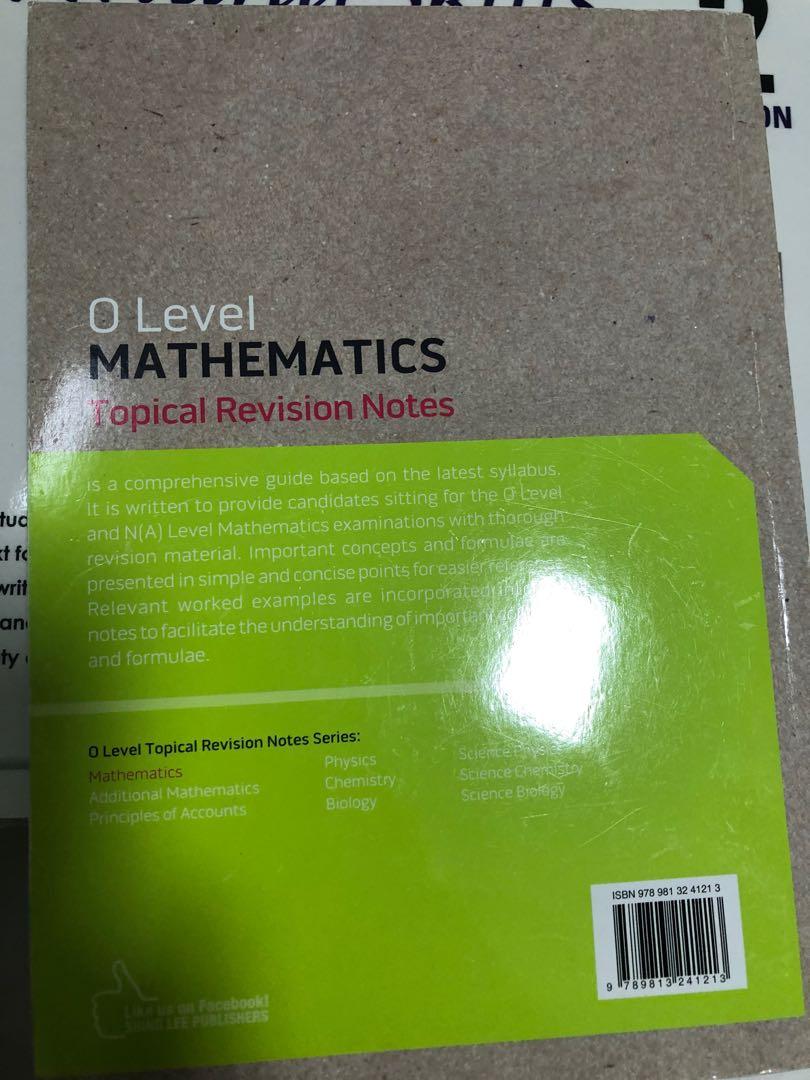 ON
O Level
MATHEMATICS
Topical Revision Notes
is a comprehensive guide based on the latest syllabus.
It is written to provide candidates sitting for the O Level
and N(A) Level Mathematics examinations with thorough
revision material. Important concepts and formulae are
presented in simple and concise points for easier
Relevant worked examples are incorporated
notes to facilitate the understanding of important
and formulae.
O Level Topical Revision Notes Series:
Mathematics
Additional Mathematics
Principles of Accounts
Physics
Chemistry
Biology
Science Physics
Science Chemistry
Science Biology
ISBN 978 981 32 4121 3
9 789813 241213
Like us on Facebook!
SHING LEE PUBLISHERS